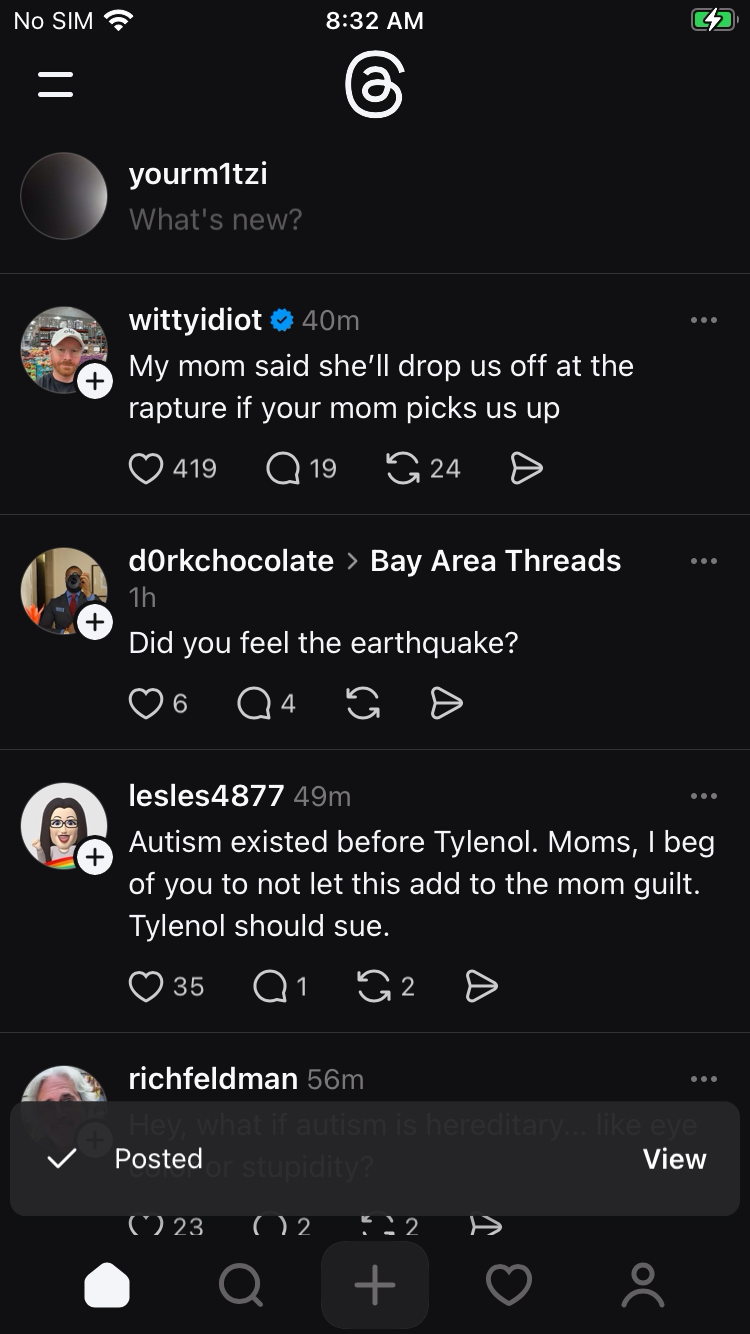 No SIM 8:32 AM
yourm1tzi
What's new?
wittyidiot 40m
My mom said she’ll drop us off at the
rapture if your mom picks us up
419 19 24
d0rkchocolate > Bay Area Threads
1h
Did you feel the earthquake?
6 4
lesles4877 49m
Autism existed before Tylenol. Moms, I beg
of you to not let this add to the mom guilt.
Tylenol should sue.
35 1 2
richfeldman 56m
Hey, what if autism is hereditary... like eye
or stupidity?
Posted View
23 2 2